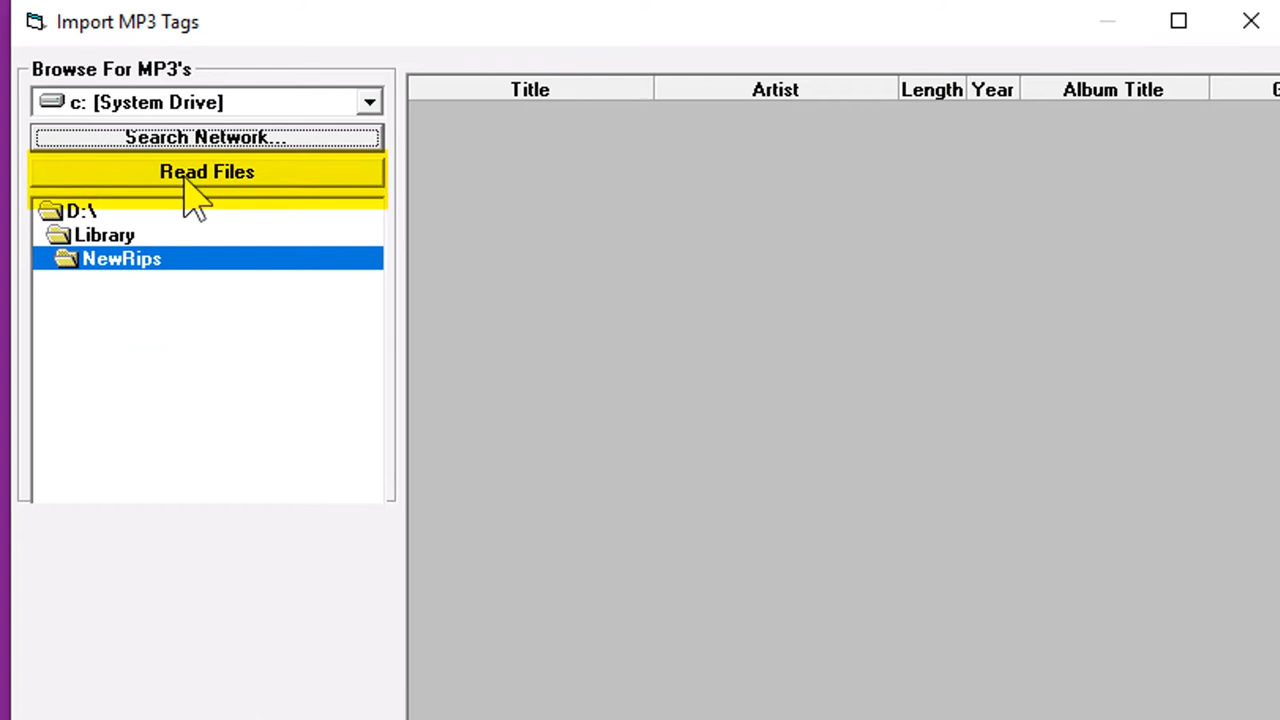 Import MP3 Tags
Browse For MP3's
c: [System Drive]
Search Network...
Read Files
D:\
Library
NewRips
Title Artist Length Year Album Title